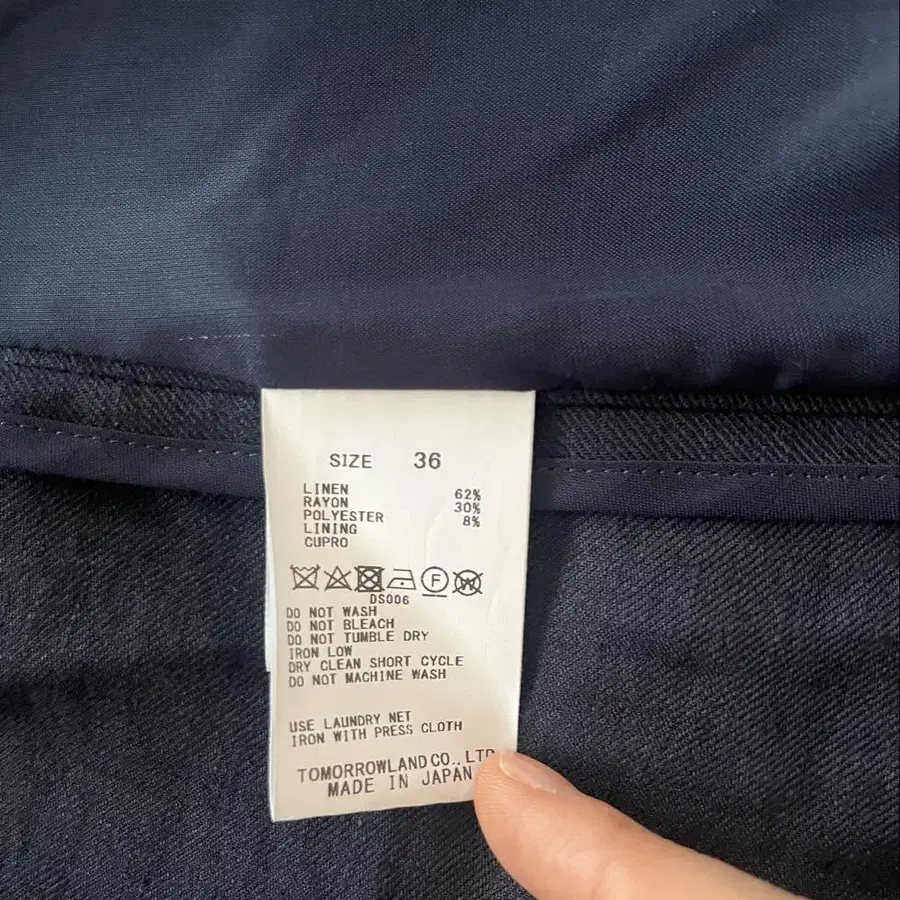 SIZE 36
LINEN 62%
RAYON 30%
POLYESTER 8%
LINING
CUPRO
F W
DS006
DO NOT WASH
DO NOT BLEACH
DO NOT TUMBLE DRY
IRON LOW
DRY CLEAN SHORT CYCLE
DO NOT MACHINE WASH
USE LAUNDRY NET
IRON WITH PRESS CLOTH
TOMORROWLAND CO., LTD
MADE IN JAPAN